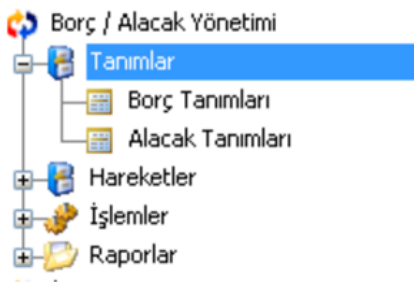 Borç / Alacak Yönetimi
Tanımlar
Borç Tanımları
Alacak Tanımları
Hareketler
İşlemler
Raporlar